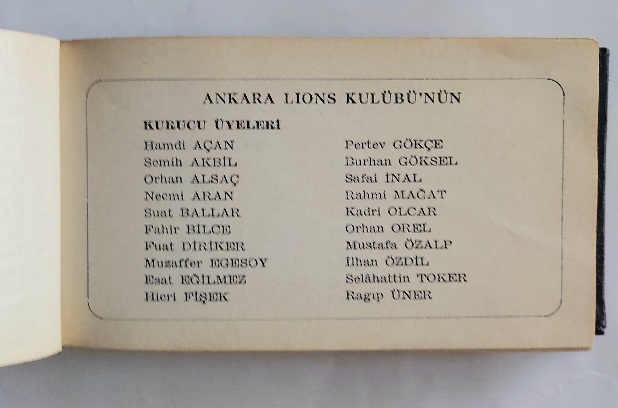 ANKARA LIONS KULÜBÜ'NÜN
KURUCU ÜYELERİ
Hamdi AÇAN
Semih AKBİL
Orhan ALSAÇ
Necmi ARAN
Suat BALLAR
Fahir BİLCE
Fuat DİRİKER
Muzaffer EGESOY
Esat EĞİLMEZ
Hicri FİŞEK
Pertev GÖKÇE
Burhan GÖKSEL
Safai İNAL
Rahmi MAĞAT
Kadri OLCAR
Orhan OREL
Mustafa ÖZALP
İlhan ÖZDİL
Selâhattin TOKER
Ragıp ÜNER